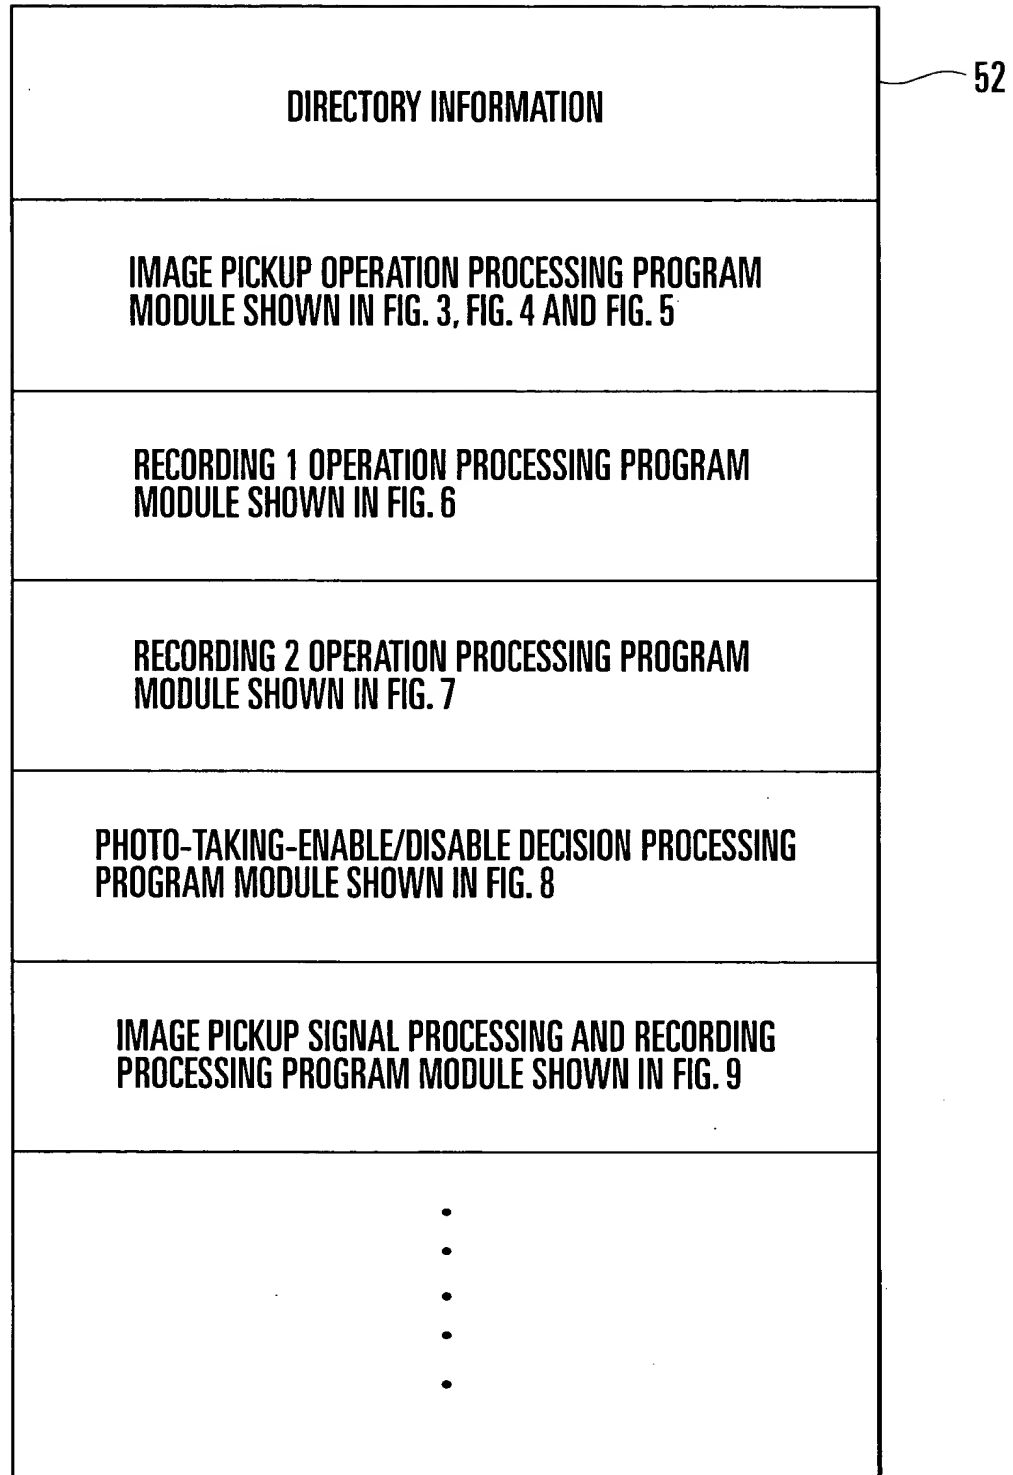 52
DIRECTORY INFORMATION
IMAGE PICKUP OPERATION PROCESSING PROGRAM
MODULE SHOWN IN FIG. 3, FIG. 4 AND FIG. 5
RECORDING 1 OPERATION PROCESSING PROGRAM
MODULE SHOWN IN FIG. 6
RECORDING 2 OPERATION PROCESSING PROGRAM
MODULE SHOWN IN FIG. 7
PHOTO-TAKING-ENABLE/DISABLE DECISION PROCESSING
PROGRAM MODULE SHOWN IN FIG. 8
IMAGE PICKUP SIGNAL PROCESSING AND RECORDING
PROCESSING PROGRAM MODULE SHOWN IN FIG. 9